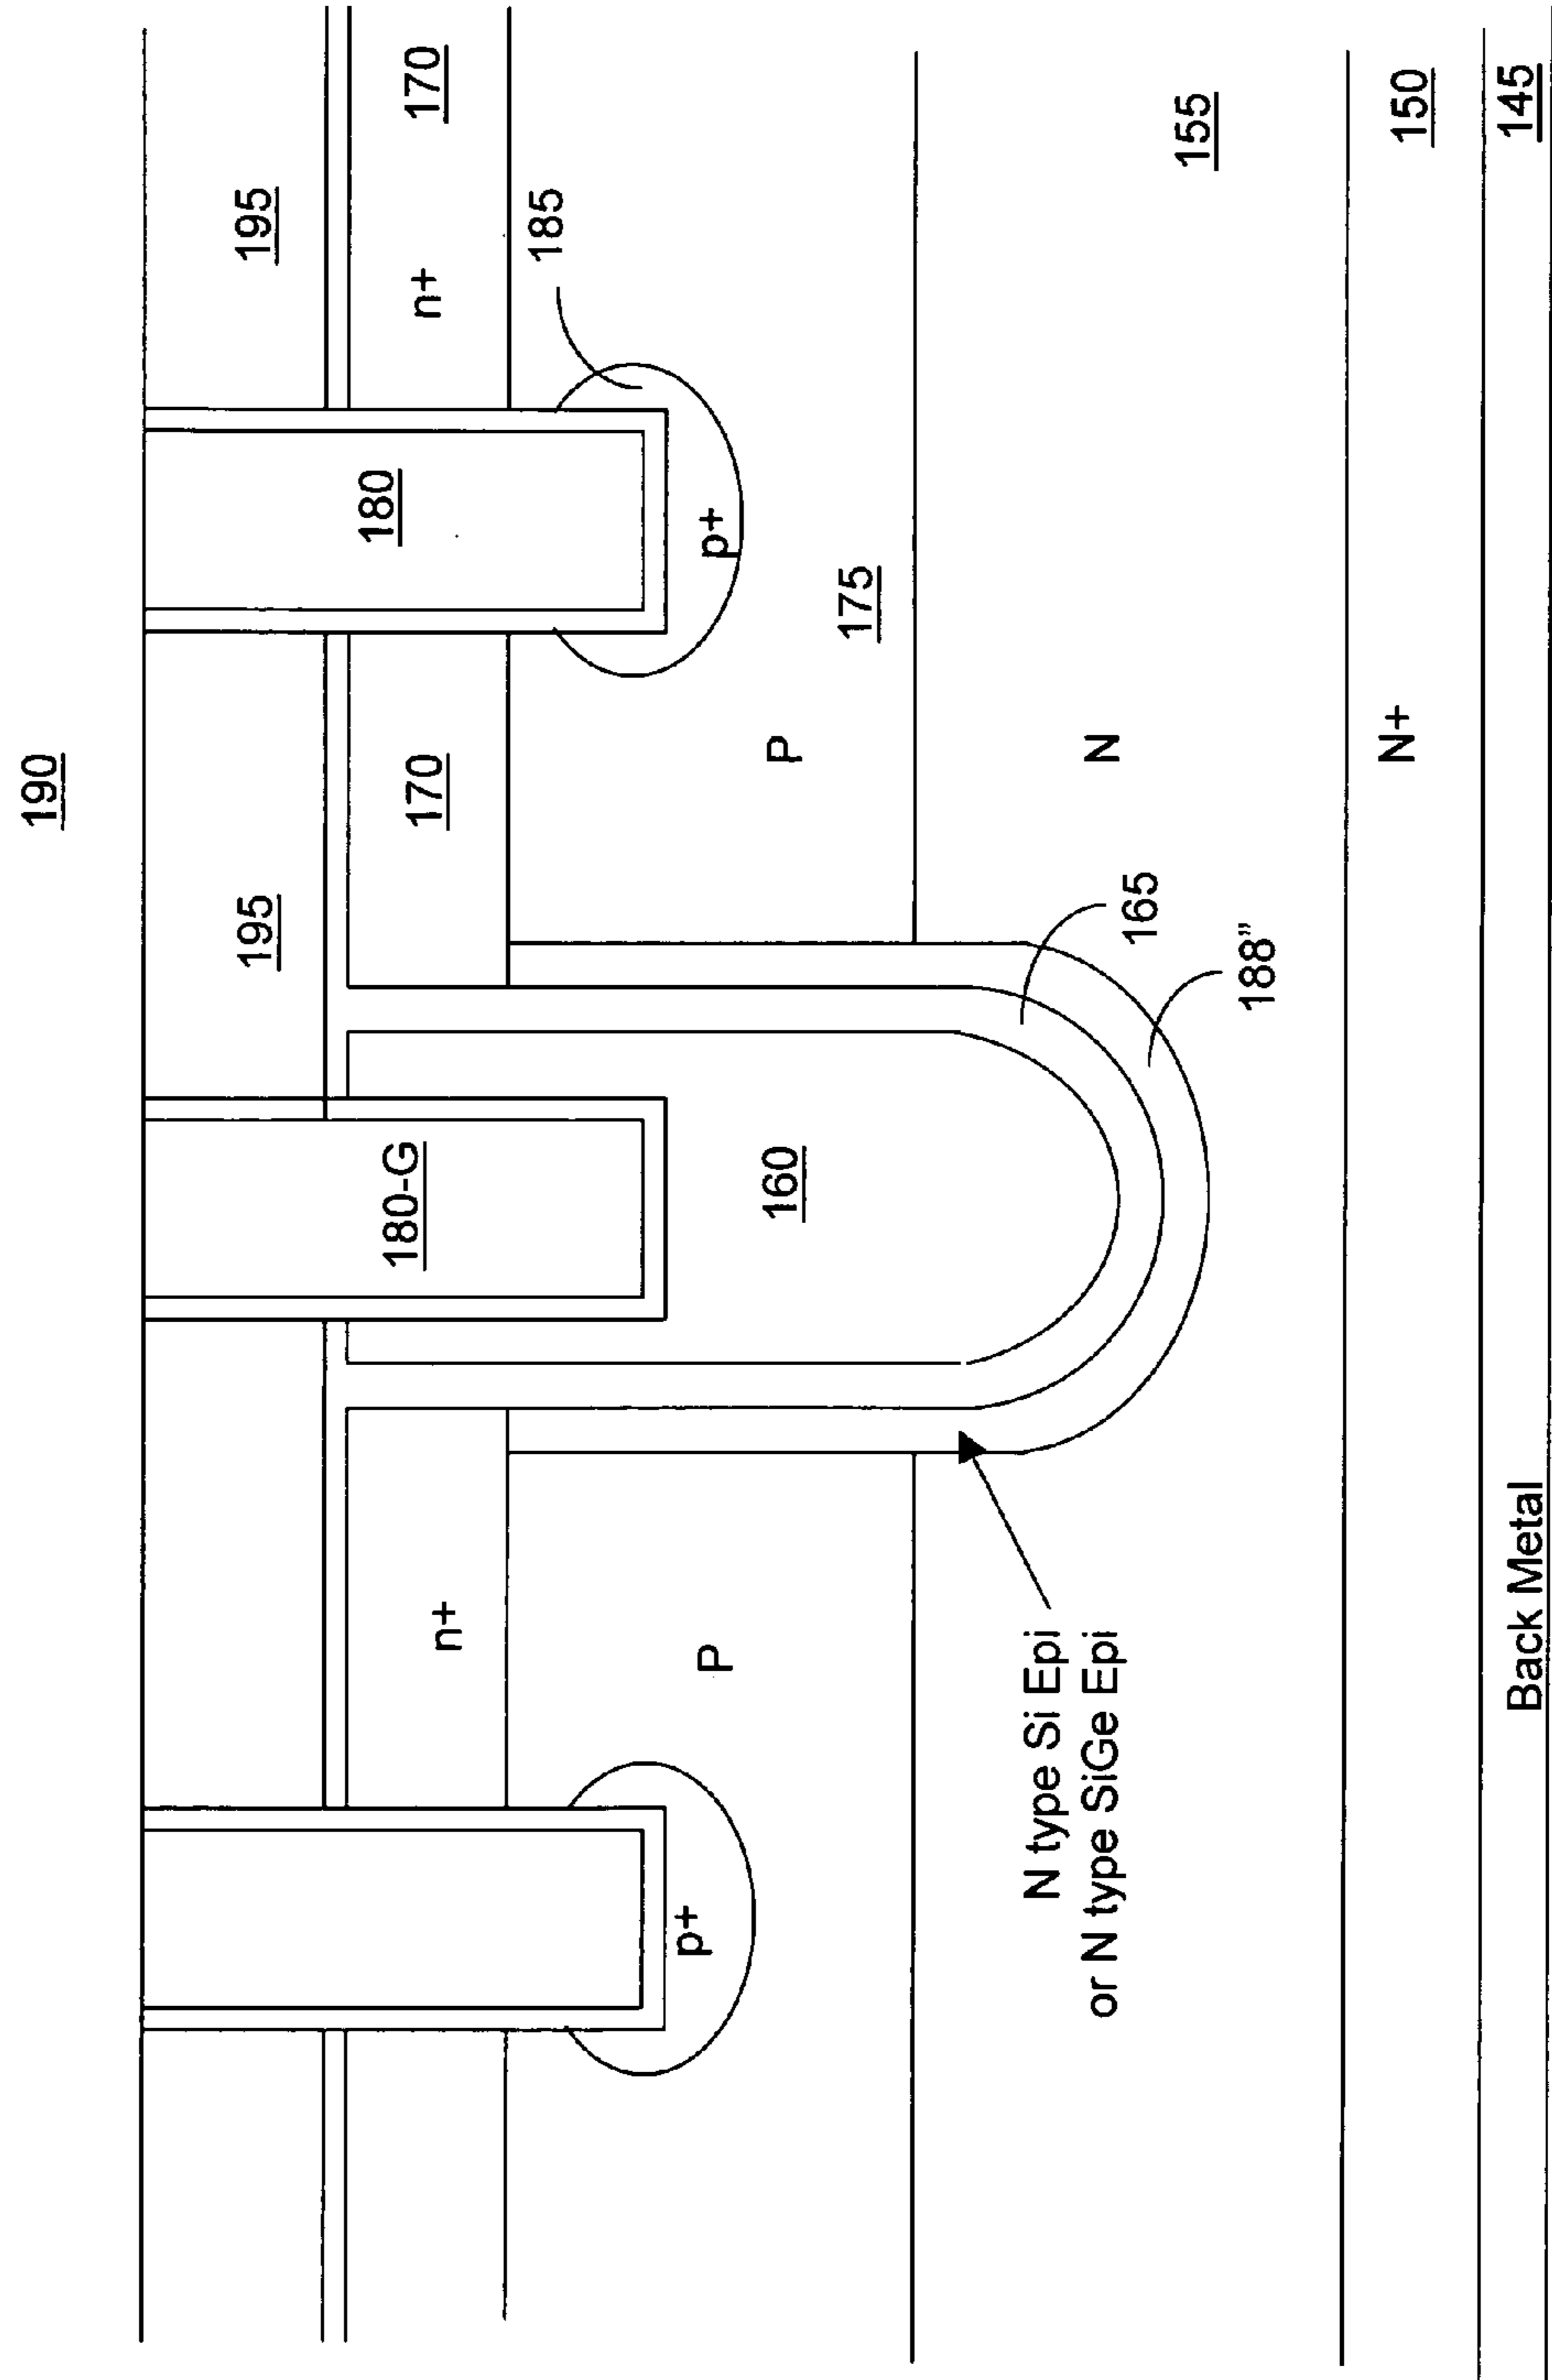 190
195
195
180
180-G
n+
170
n+
170
185
p+
P
p+
160
P
175
N type Si Epi
or N type SiGe Epi
N
165
155
188”
N+
150
Back Metal
145